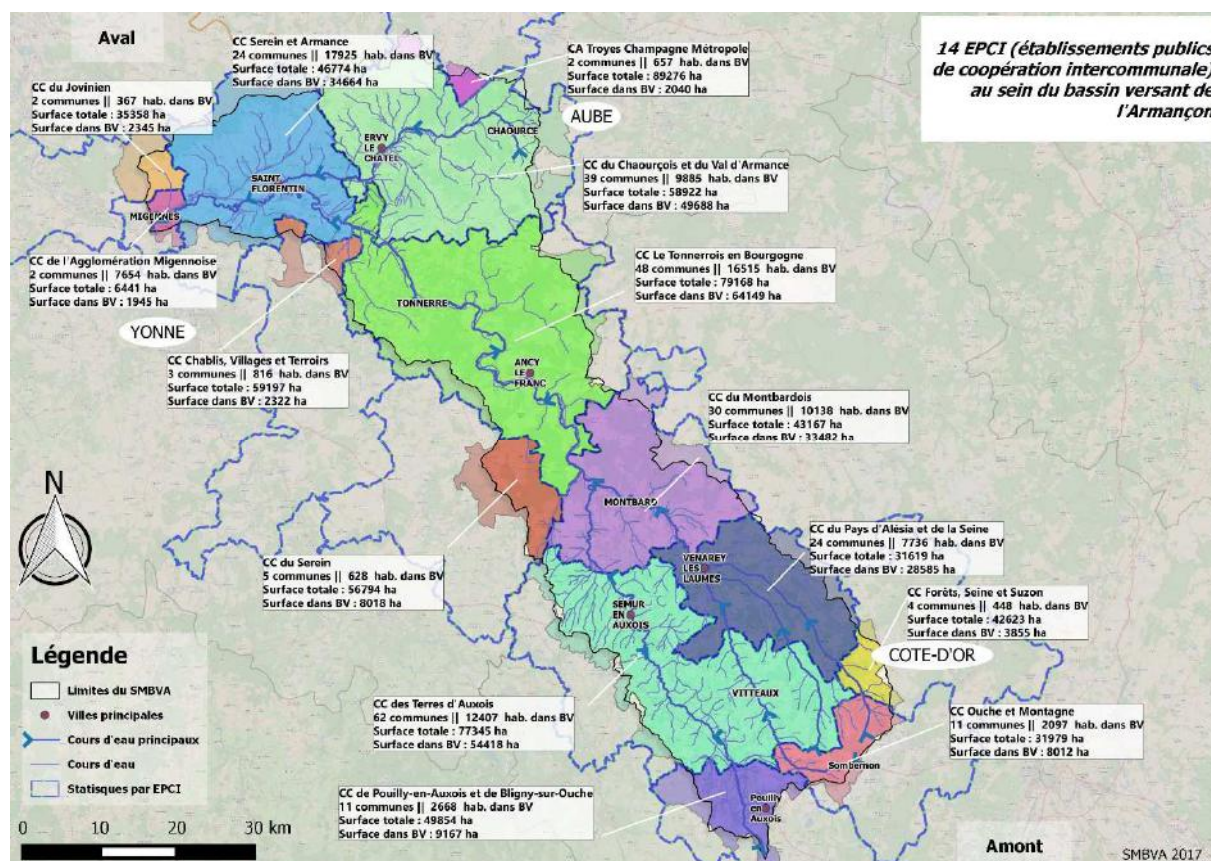 Aval
CC Serein et Armance
24 communes || 17925 hab. dans BV
Surface totale : 46774 ha
Surface dans BV : 34664 ha
CA Troyes Champagne Métropole
2 communes || 657 hab. dans BV
Surface totale : 89276 ha
Surface dans BV : 2040 ha
14 EPCI (établissements publics
de coopération intercommunale)
au sein du bassin versant de
l'Armançon
CC du Jovinien
2 communes || 367 hab. dans BV
Surface totale : 35358 ha
Surface dans BV : 2345 ha
AUBE
CHAOURCE
ERVY
LE
CHATEL
CC du Chaourçois et du Val d'Armance
39 communes || 9885 hab. dans BV
Surface totale : 58922 ha
Surface dans BV : 49688 ha
SAINT
FLORENTIN
MIGENNES
CC de l'Agglomération Migennoise
2 communes || 7654 hab. dans BV
Surface totale : 6441 ha
Surface dans BV : 1945 ha
CC Le Tonnerrois en Bourgogne
48 communes || 16515 hab. dans BV
Surface totale : 79168 ha
Surface dans BV : 64149 ha
TONNERRE
YONNE
CC Chablis, Villages et Terroirs
3 communes || 816 hab. dans BV
Surface totale : 59197 ha
Surface dans BV : 2322 ha
ANCY
LE
FRANC
CC du Montbardois
30 communes || 10138 hab. dans BV
Surface totale : 43167 ha
Surface dans BV : 33482 ha
N
MONTBARD
CC du Pays d'Alésia et de la Seine
24 communes || 7736 hab. dans BV
Surface totale : 31619 ha
Surface dans BV : 28585 ha
CC du Serein
5 communes || 628 hab. dans BV
Surface totale : 56794 ha
Surface dans BV : 8018 ha
VENAREY
LES
LAUMES
CC Forêts, Seine et Suzon
4 communes || 448 hab. dans BV
Surface totale : 42623 ha
Surface dans BV : 3855 ha
SEMUR
EN
AUXOIS
COTE-D'OR
Légende
Limites du SMBVA
Villes principales
Cours d'eau principaux
Cours d'eau
Statisques par EPCI
VITTEAUX
CC des Terres d'Auxois
62 communes || 12407 hab. dans BV
Surface totale : 77345 ha
Surface dans BV : 54418 ha
CC Ouche et Montagne
11 communes || 2097 hab. dans BV
Surface totale : 31979 ha
Surface dans BV : 8012 ha
Sombernon
CC de Pouilly-en-Auxois et de Bligny-sur-Ouche
11 communes || 2668 hab. dans BV
Surface totale : 49854 ha
Surface dans BV : 9167 ha
Pouilly
en
Auxois
0 10 20 30 km
Amont
SMBVA 2017